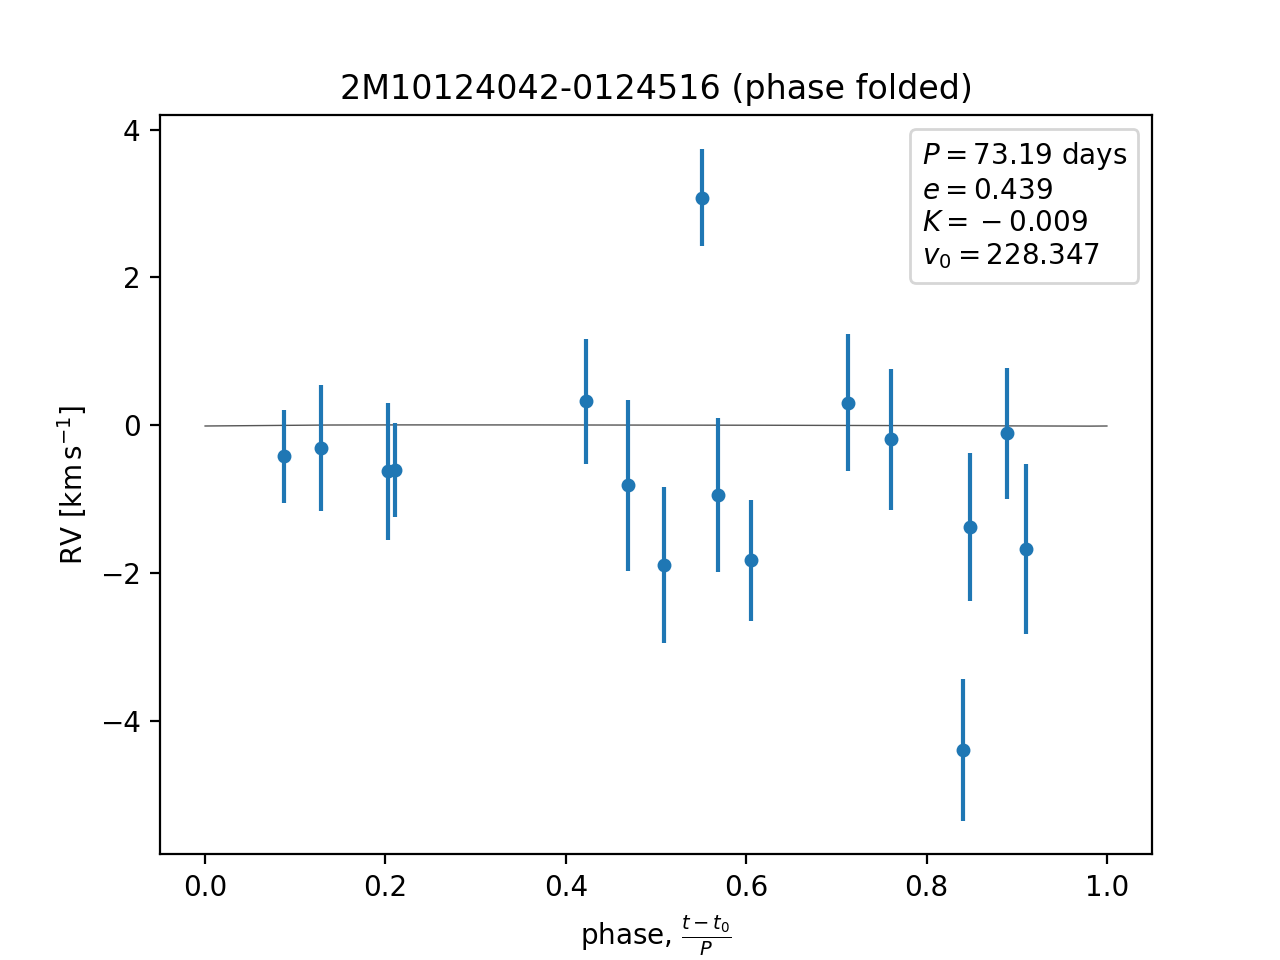 2M10124042-0124516 (phase folded)
P = 73.19 days
e = 0.439
K = −0.009
v₀ = 228.347
4
2
0
−2
−4
RV [km s⁻¹]
0.0 0.2 0.4 0.6 0.8 1.0
phase, (t − t₀)/P